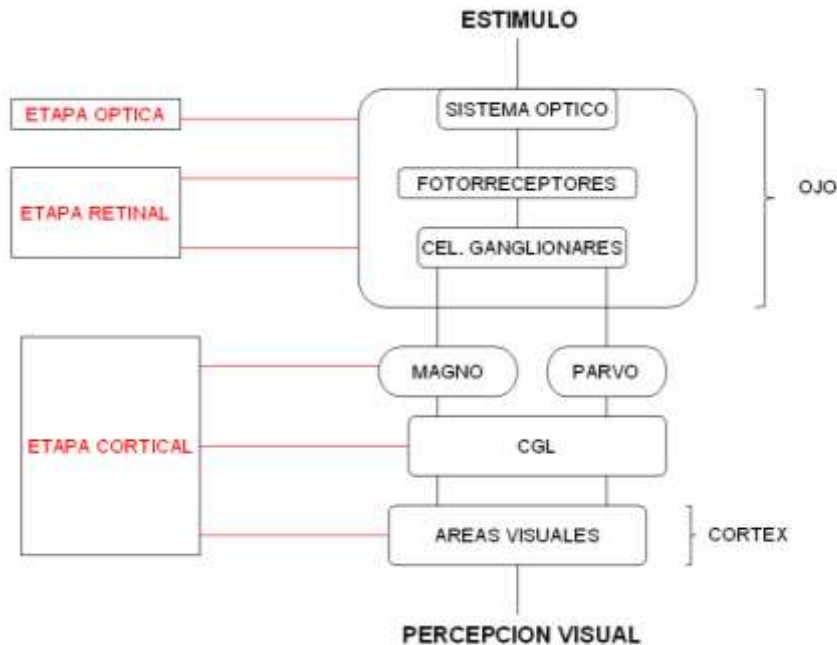 ESTIMULO
ETAPA OPTICA
SISTEMA OPTICO
FOTORRECEPTORES
ETAPA RETINAL
OJO
CEL. GANGLIONARES
MAGNO
PARVO
ETAPA CORTICAL
CGL
AREAS VISUALES
CORTEX
PERCEPCION VISUAL